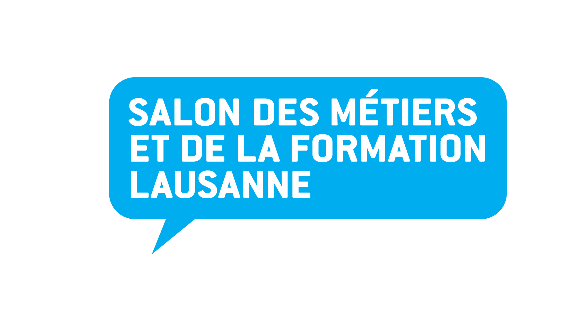 SALON DES MÉTIERS
ET DE LA FORMATION
LAUSANNE